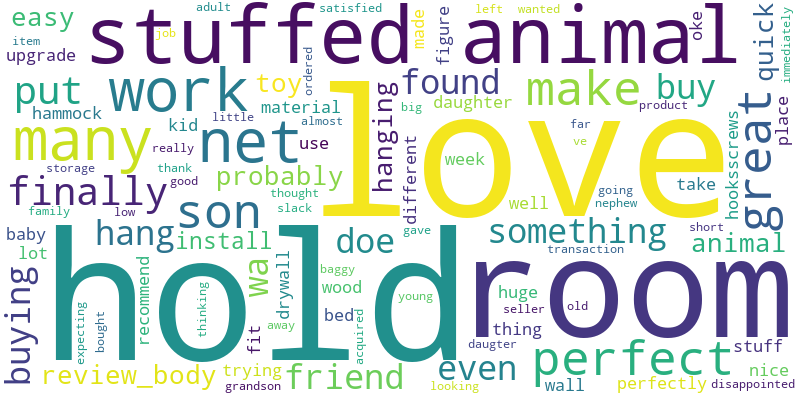 easy
adult
satisfied
job
stuffed animal
made
figure
left
wanted
oke
quick
immediately
item
upgrade
ordered
put
work
toy
found
make
buy
hammock
material
hanging
daughter
big
product
great
place
many
net
little
almost
kid
use
love
week
different
far
ve
hooksscrews
storage
really
thank
good
probably
finally
thought
slack
well
going
nephew
take
family
low
son
gave
short
baby
hang
install
doe
something
animal
lot
hold
wal
drywall
baggy
wood
transaction
room
buying
recommend
thinking
young
huge
seller
old
bed
thing
expecting
bought
fit
away
acquired
daugter
stuff
wall
even
perfect
nice
review_body
trying
friend
grandson
looking
perfectly
disappointed